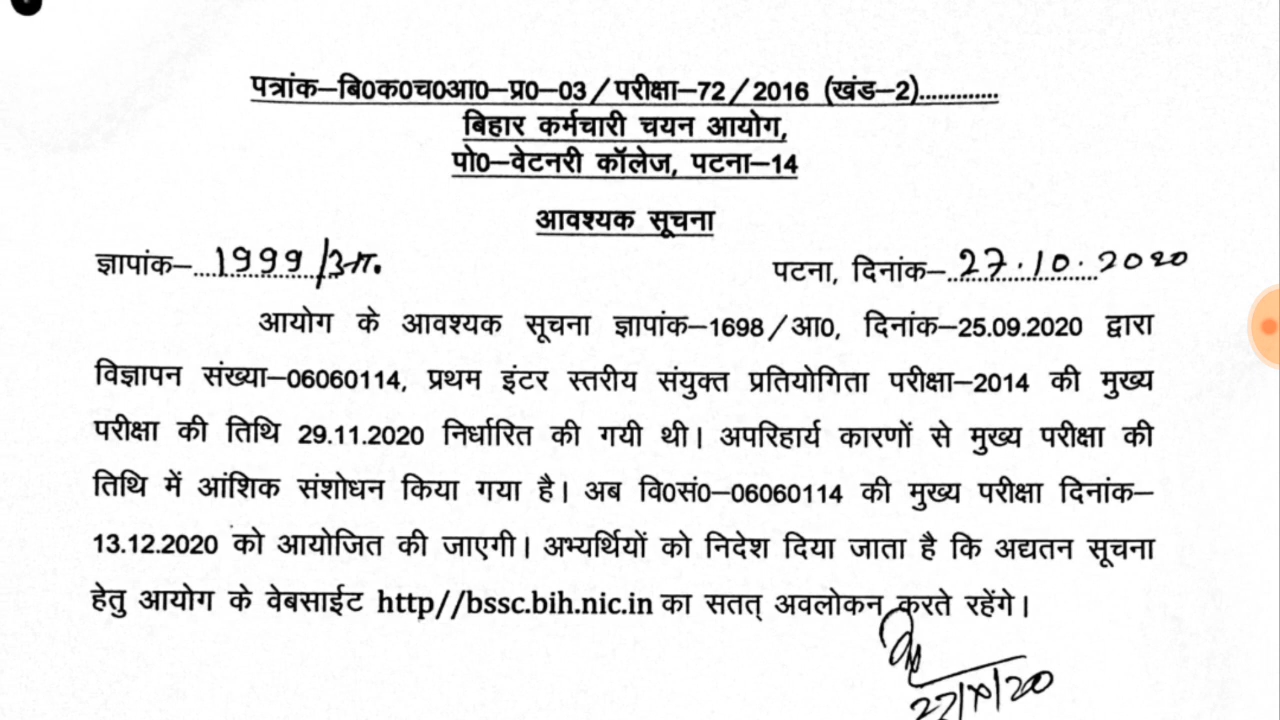 पत्रांक–बि0क0च0आ0–प्र0–03/परीक्षा–72/2016 (खंड–2).............
बिहार कर्मचारी चयन आयोग,
पो0–वेटनरी कॉलेज, पटना–14
आवश्यक सूचना
ज्ञापांक–...1999/आ.
पटना, दिनांक–27.10.2020
आयोग के आवश्यक सूचना ज्ञापांक–1698/आ0, दिनांक–25.09.2020 द्वारा
विज्ञापन संख्या–06060114, प्रथम इंटर स्तरीय संयुक्त प्रतियोगिता परीक्षा–2014 की मुख्य
परीक्षा की तिथि 29.11.2020 निर्धारित की गयी थी। अपरिहार्य कारणों से मुख्य परीक्षा की
तिथि में आंशिक संशोधन किया गया है। अब वि0सं0–06060114 की मुख्य परीक्षा दिनांक–
13.12.2020 को आयोजित की जाएगी। अभ्यर्थियों को निदेश दिया जाता है कि अद्यतन सूचना
हेतु आयोग के वेबसाईट http//bssc.bih.nic.in का सतत् अवलोकन करते रहेंगे।